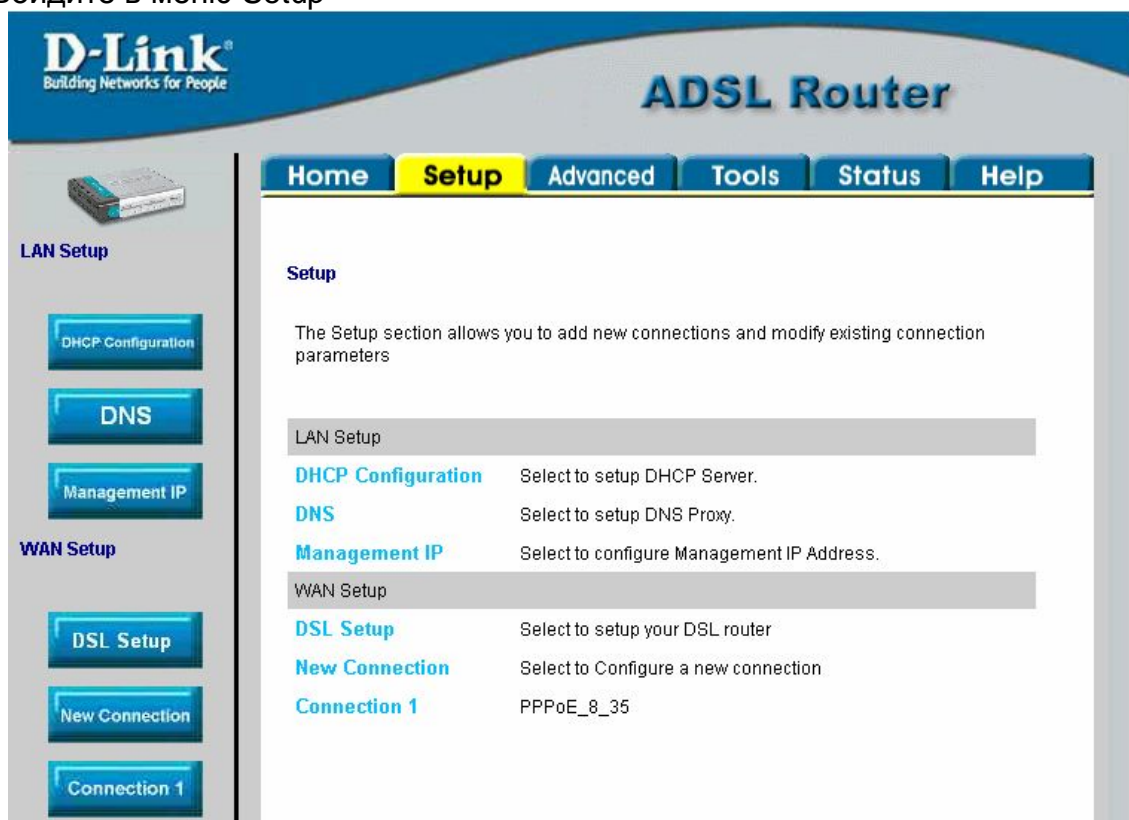 Войдите в меню Setup
D-Link®
Building Networks for People
ADSL Router
Home Setup Advanced Tools Status Help
LAN Setup
DHCP Configuration
DNS
Management IP
WAN Setup
DSL Setup
New Connection
Connection 1
Setup
The Setup section allows you to add new connections and modify existing connection
parameters
LAN Setup
DHCP Configuration Select to setup DHCP Server.
DNS Select to setup DNS Proxy.
Management IP Select to configure Management IP Address.
WAN Setup
DSL Setup Select to setup your DSL router
New Connection Select to Configure a new connection
Connection 1 PPPoE_8_35